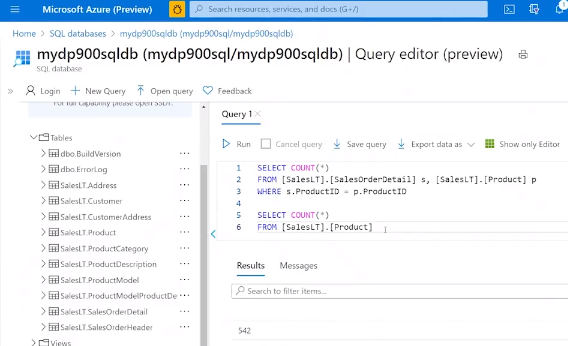 Microsoft Azure (Preview)
Search resources, services, and docs (G+/)
Home > SQL databases > mydp900sqldb (mydp900sql/mydp900sqldb)
mydp900sqldb (mydp900sql/mydp900sqldb) | Query editor (preview)
SQL database
» Login + New Query Open query Feedback
For full capability please open SSDT.
Tables
dbo.BuildVersion ...
dbo.ErrorLog ...
SalesLT.Address ...
SalesLT.Customer ...
SalesLT.CustomerAddress ...
SalesLT.Product ...
SalesLT.ProductCategory ...
SalesLT.ProductDescription ...
SalesLT.ProductModel ...
SalesLT.ProductModelProductDe ...
SalesLT.SalesOrderDetail ...
SalesLT.SalesOrderHeader ...
Views
Query 1 ×
Run Cancel query Save query Export data as Show only Editor
1 SELECT COUNT(*)
2 FROM [SalesLT].[SalesOrderDetail] s, [SalesLT].[Product] p
3 WHERE s.ProductID = p.ProductID
4
5 SELECT COUNT(*)
6 FROM [SalesLT].[Product]
Results Messages
Search to filter items...
542